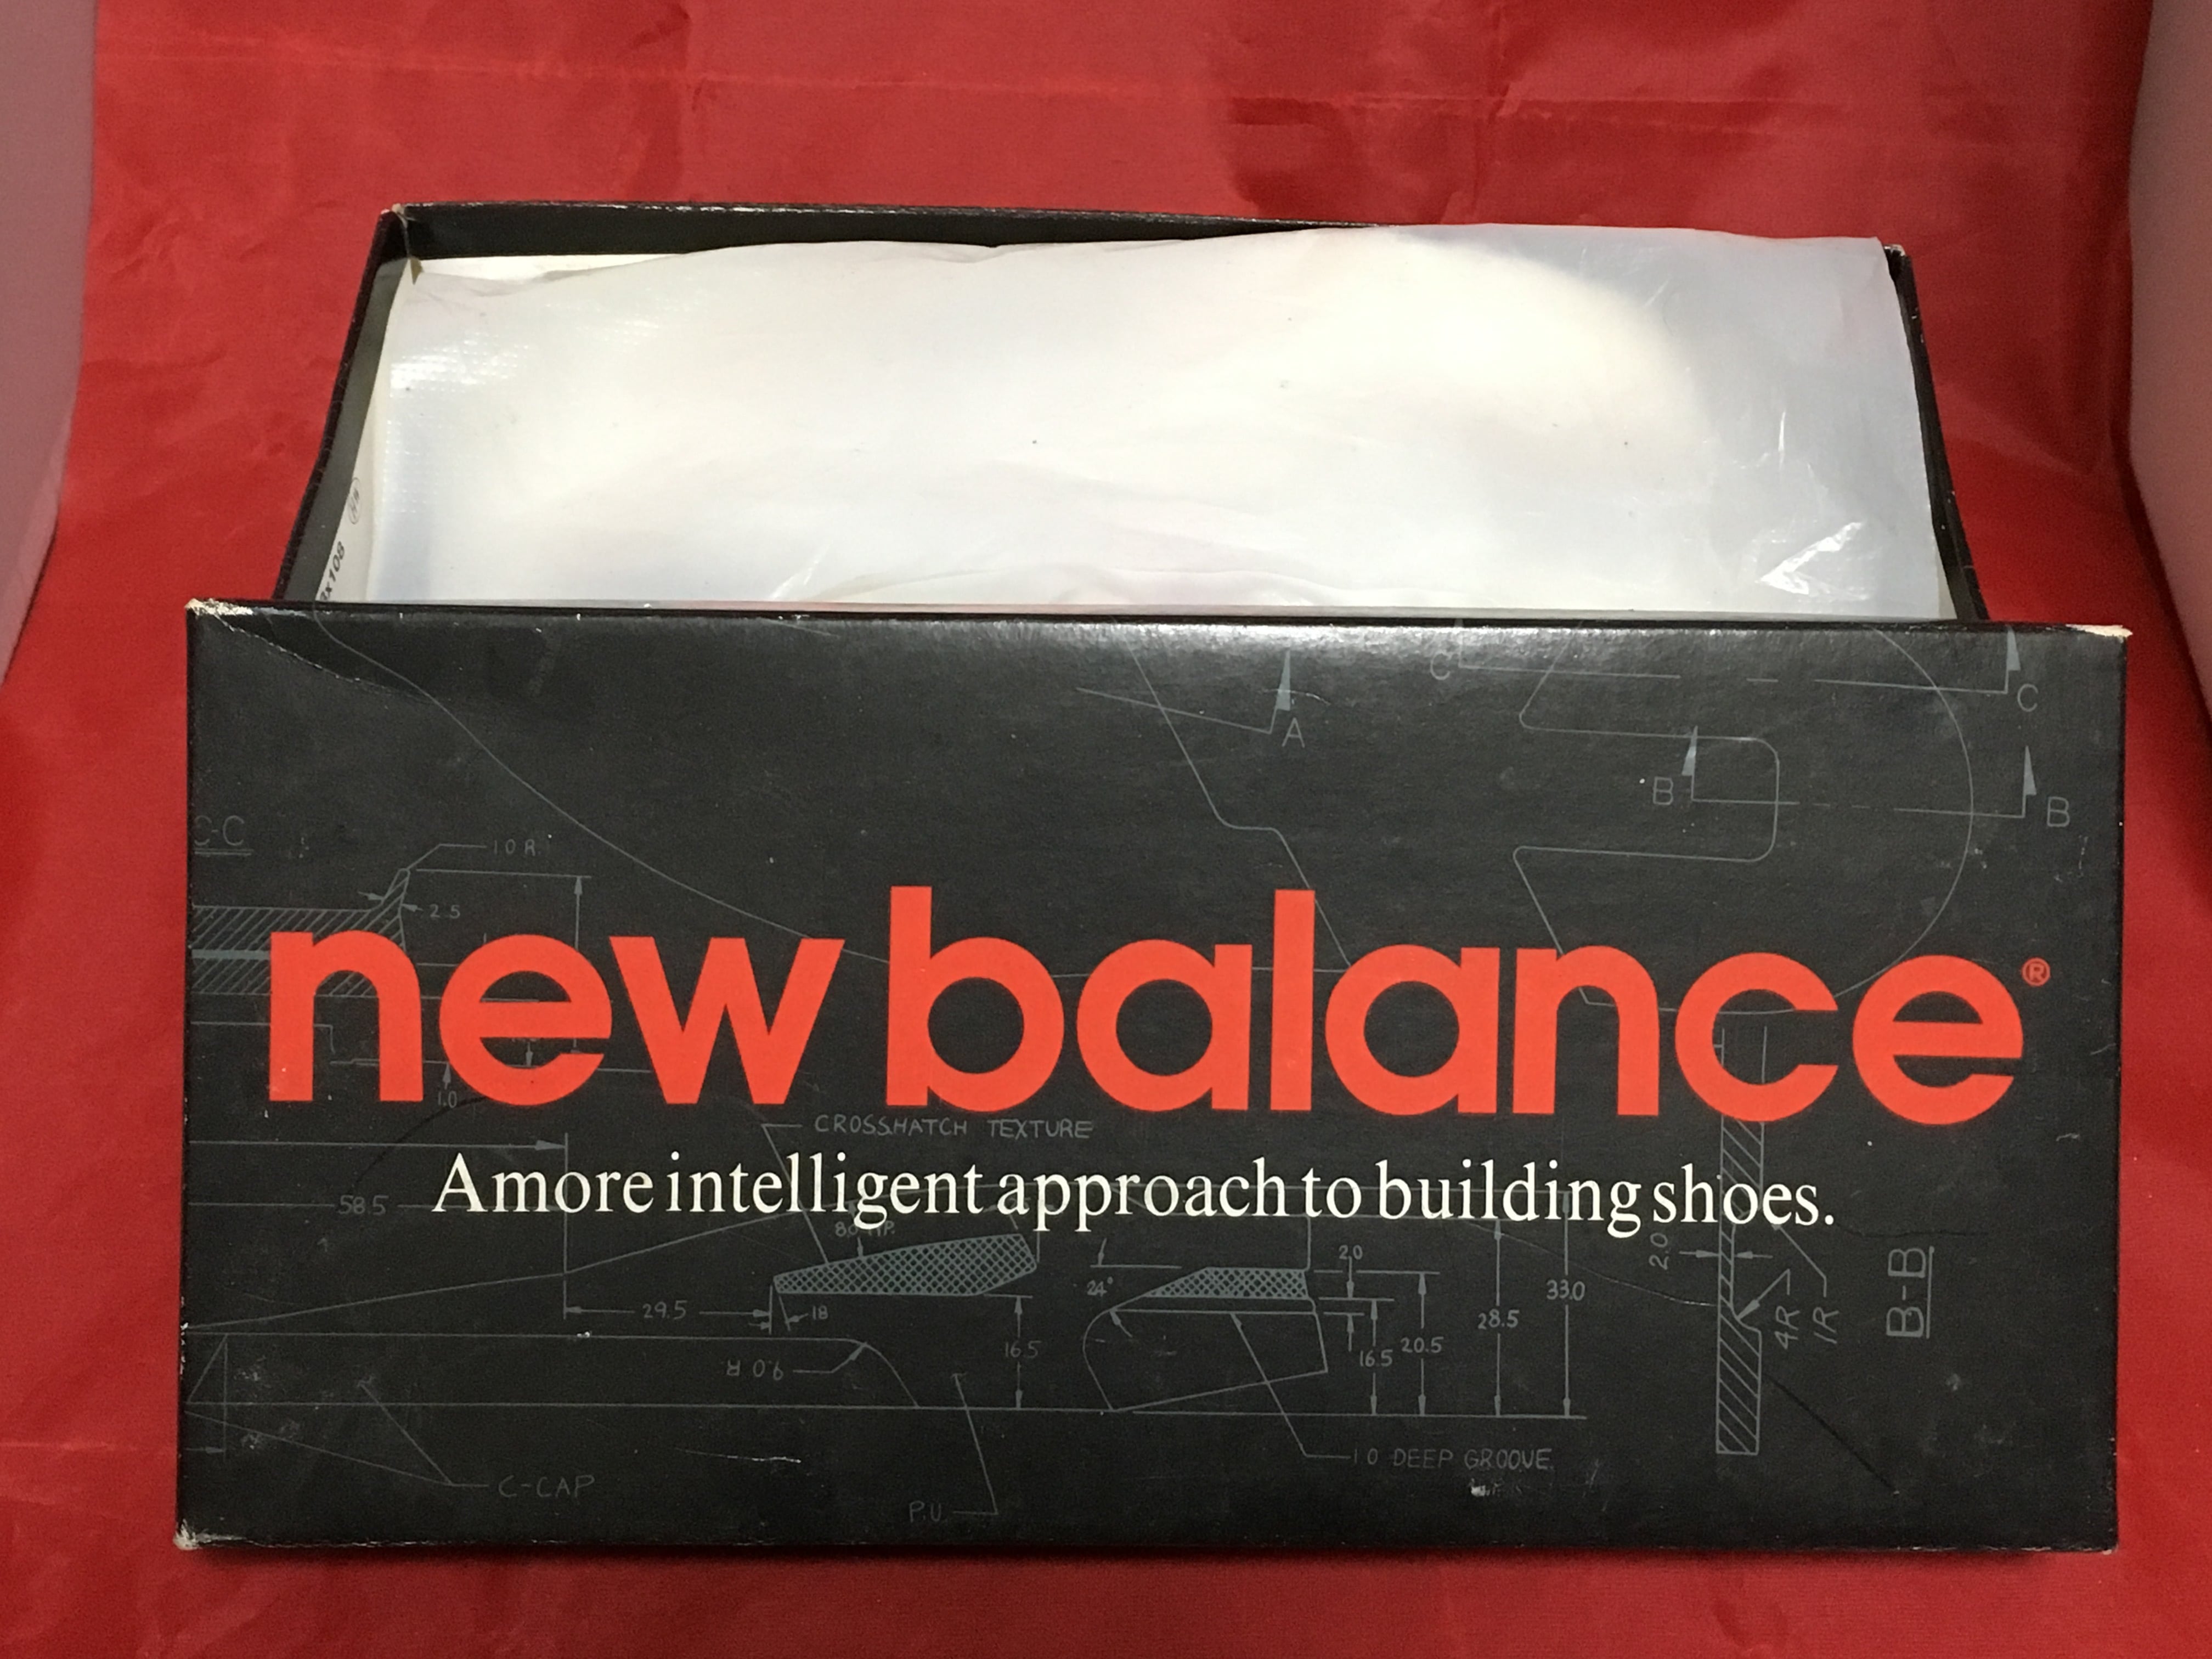 x108
C
C
A
B
B
C-C
1.0 R
2.5
new balance®
1.0
CROSSHATCH TEXTURE
A more intelligent approach to building shoes.
58.5
2.0
24°
2.0
33.0
B-B
29.5
18
28.5
4R
1R
16.5
16.5
20.5
9.0 R
1.0 DEEP GROOVE
C-CAP
P.U.